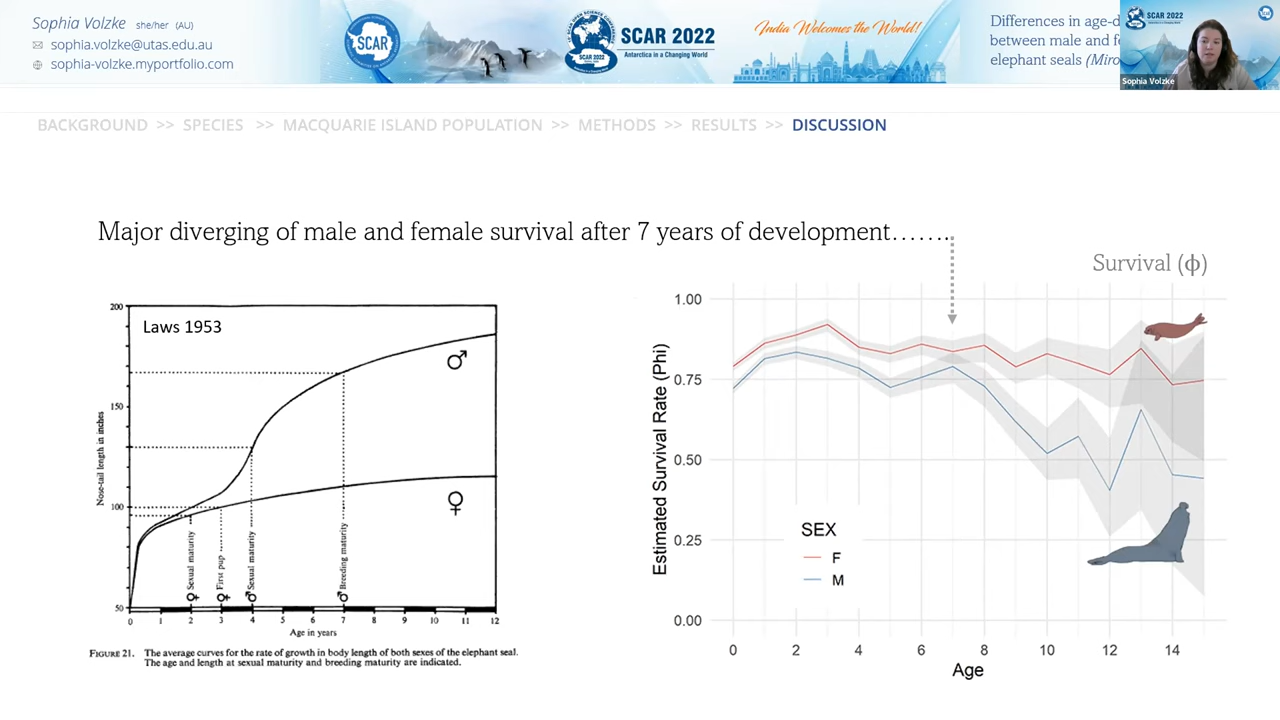 Sophia Volzke she/her (AU)
sophia.volzke@utas.edu.au
sophia-volzke.myportfolio.com
SCAR
SCAR 2022
SCAR 2022
Antarctica in a Changing World
India Welcomes the World!
Differences in age-d
between male and fe
elephant seals (Miro
SCAR 2022
Sophia Volzke
BACKGROUND >> SPECIES >> MACQUARIE ISLAND POPULATION >> METHODS >> RESULTS >> DISCUSSION
Major diverging of male and female survival after 7 years of development.......
Laws 1953
200
150
100
50
Nose-tail length in inches
♂
♀
♀ Sexual maturity
♀ First pup
♂ Sexual maturity
♂ Breeding maturity
0 1 2 3 4 5 6 7 8 9 10 11 12
Age in years
FIGURE 21. The average curves for the rate of growth in body length of both sexes of the elephant seal.
The age and length at sexual maturity and breeding maturity are indicated.
Survival (ϕ)
Estimated Survival Rate (Phi)
1.00
0.75
0.50
0.25
0.00
SEX
F
M
0 2 4 6 8 10 12 14
Age